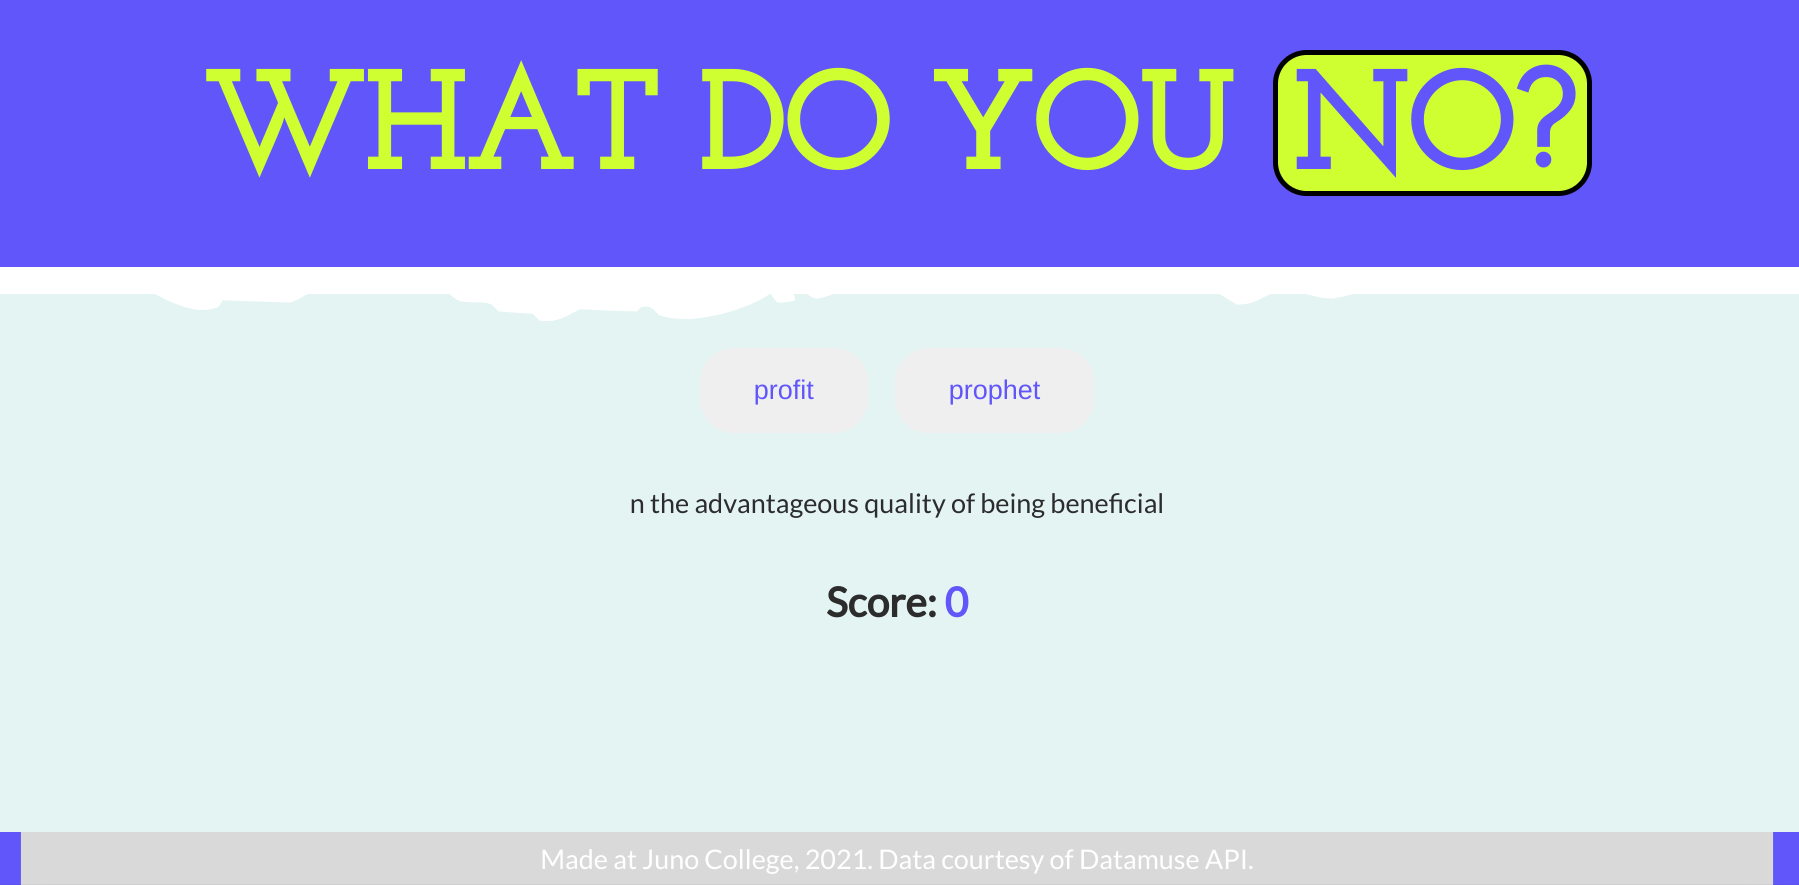 WHAT DO YOU NO?
profit prophet
n the advantageous quality of being beneficial
Score: 0
Made at Juno College, 2021. Data courtesy of Datamuse API.